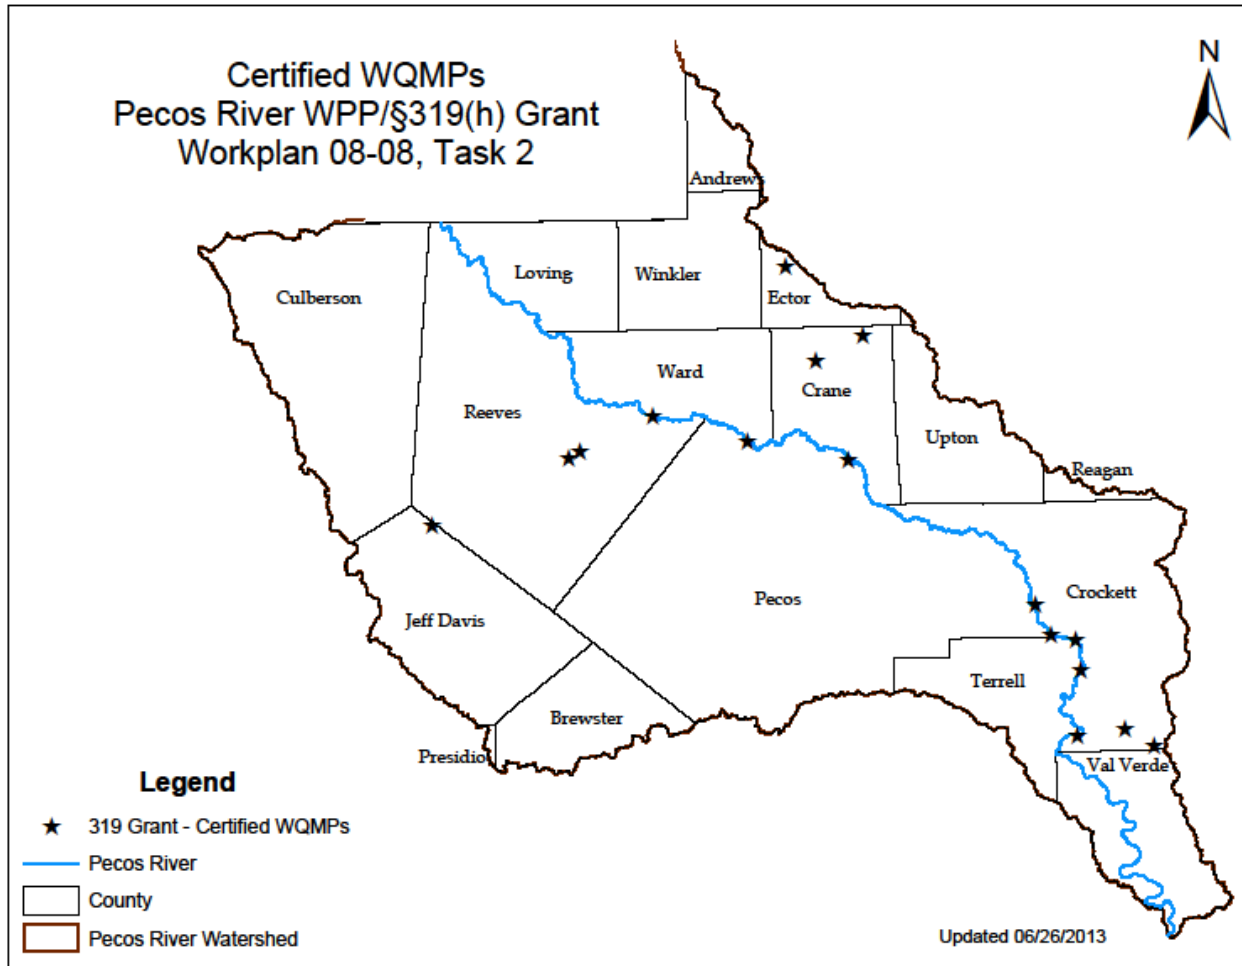 Certified WQMPs
Pecos River WPP/§319(h) Grant
Workplan 08-08, Task 2
N
Andrews
Loving
Winkler
Ector
Culberson
Ward
Crane
Reeves
Upton
Reagan
Pecos
Crockett
Jeff Davis
Terrell
Brewster
Presidio
Val Verde
Legend
319 Grant - Certified WQMPs
Pecos River
County
Pecos River Watershed
Updated 06/26/2013